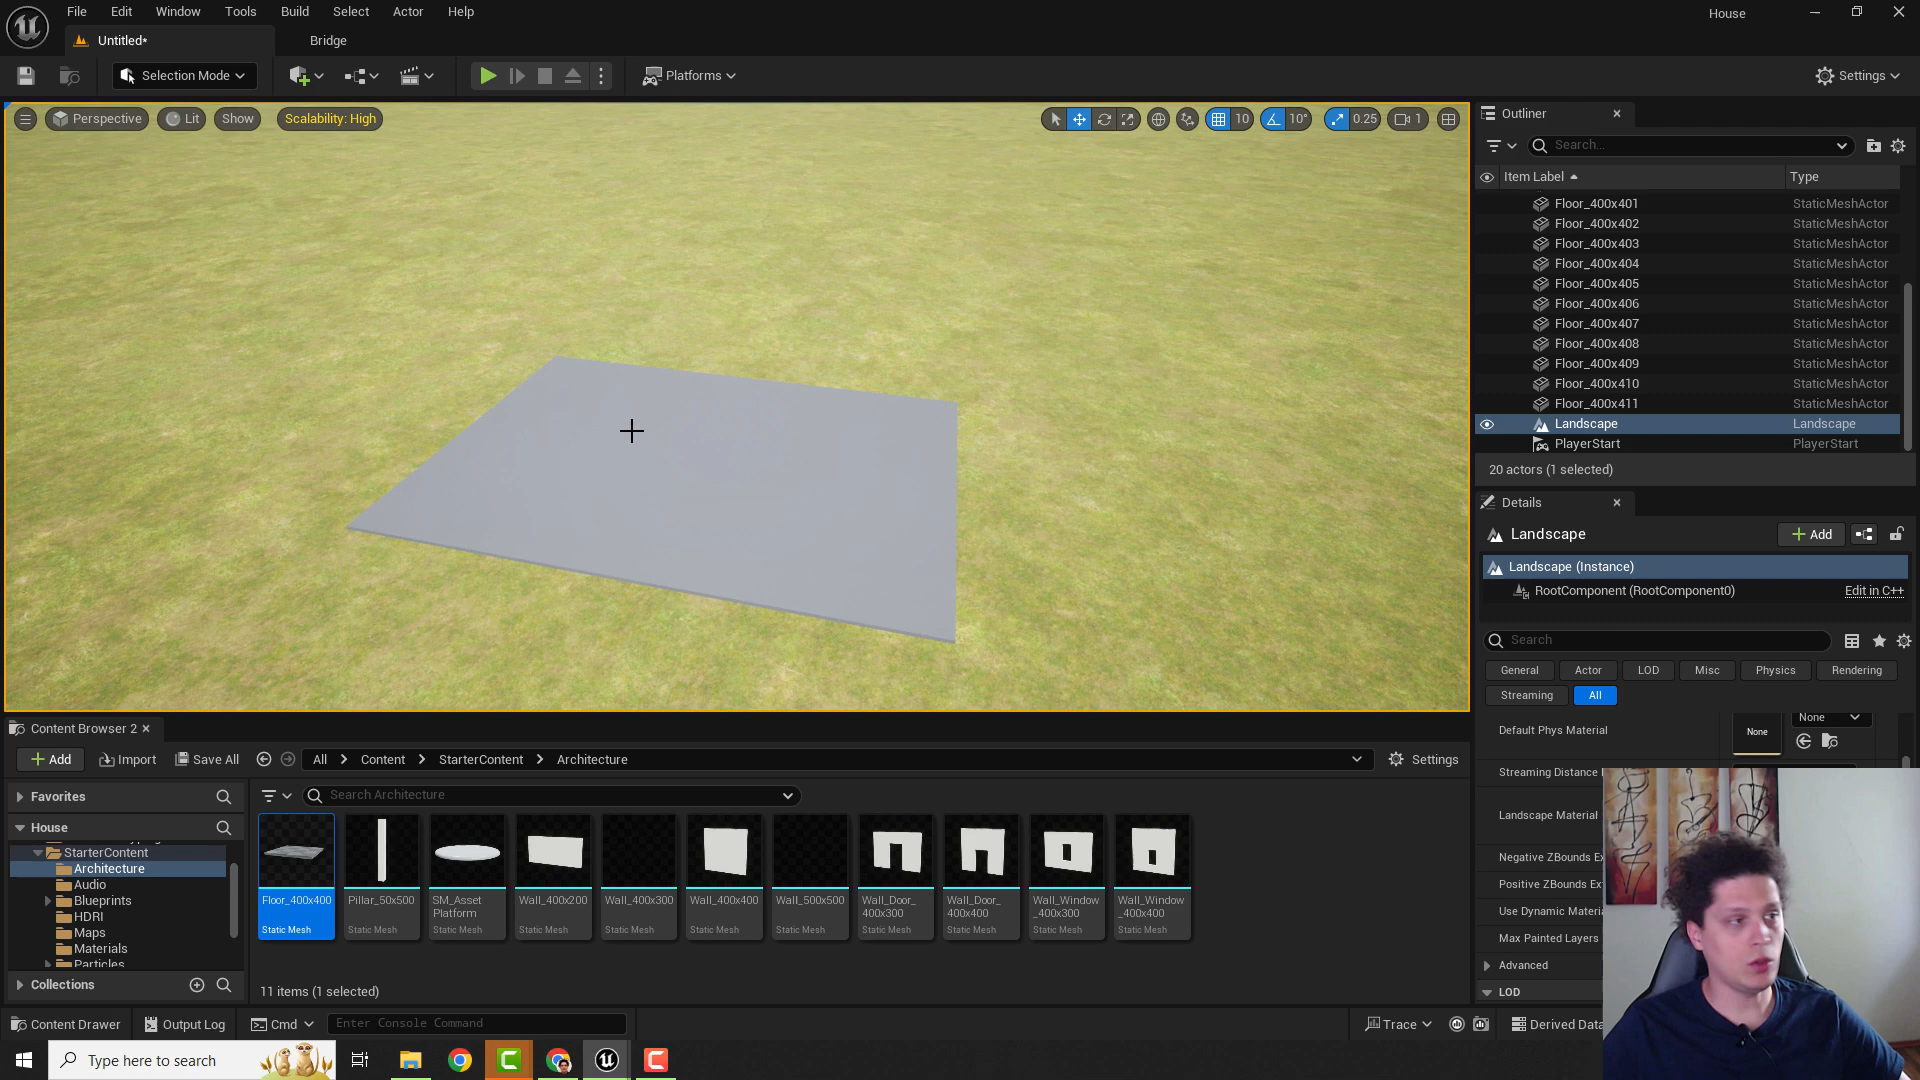 File Edit Window Tools Build Select Actor Help
House
Untitled*
Bridge
Selection Mode
Platforms
Settings
Perspective
Lit
Show
Scalability: High
10
10°
0.25
1
Outliner
Search...
Item Label
Type
Floor_400x401 StaticMeshActor
Floor_400x402 StaticMeshActor
Floor_400x403 StaticMeshActor
Floor_400x404 StaticMeshActor
Floor_400x405 StaticMeshActor
Floor_400x406 StaticMeshActor
Floor_400x407 StaticMeshActor
Floor_400x408 StaticMeshActor
Floor_400x409 StaticMeshActor
Floor_400x410 StaticMeshActor
Floor_400x411 StaticMeshActor
Landscape Landscape
PlayerStart PlayerStart
20 actors (1 selected)
Details
Landscape
Add
Landscape (Instance)
RootComponent (RootComponent0) Edit in C++
Search
General Actor LOD Misc Physics Rendering
Streaming All
Default Phys Material
None
None
Streaming Distance
Landscape Material
Negative ZBounds Ex
Positive ZBounds Ex
Use Dynamic Materia
Max Painted Layers
Advanced
LOD
Content Browser 2
Add Import Save All All Content StarterContent Architecture Settings
Favorites
Search Architecture
House
StarterContent
Architecture
Audio
Blueprints
HDRI
Maps
Materials
Particles
Collections
Floor_400x400
Static Mesh
Pillar_50x500
Static Mesh
SM_Asset
Platform
Static Mesh
Wall_400x200
Static Mesh
Wall_400x300
Static Mesh
Wall_400x400
Static Mesh
Wall_500x500
Static Mesh
Wall_Door_
400x300
Static Mesh
Wall_Door_
400x400
Static Mesh
Wall_Window
_400x300
Static Mesh
Wall_Window
_400x400
Static Mesh
11 items (1 selected)
Content Drawer Output Log Cmd Enter Console Command Trace Derived Data
Type here to search